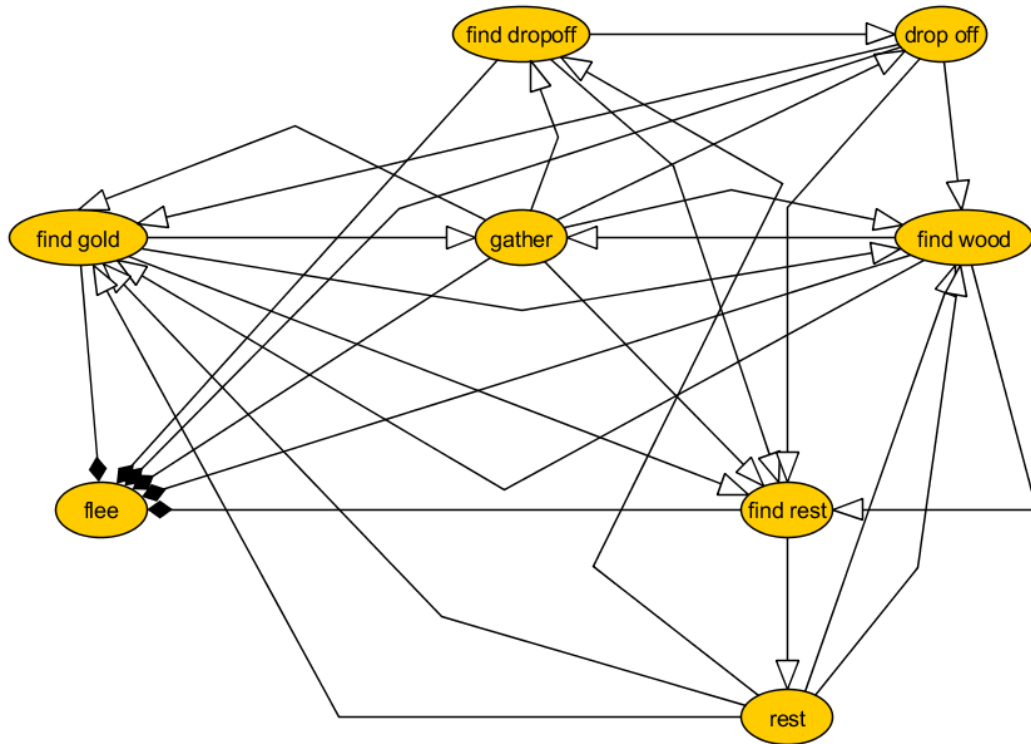 find dropoff
drop off
find gold
gather
find wood
flee
find rest
rest